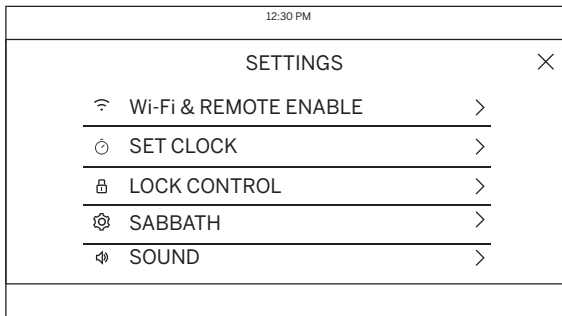 12:30 PM
SETTINGS
Wi-Fi & REMOTE ENABLE
SET CLOCK
LOCK CONTROL
SABBATH
SOUND